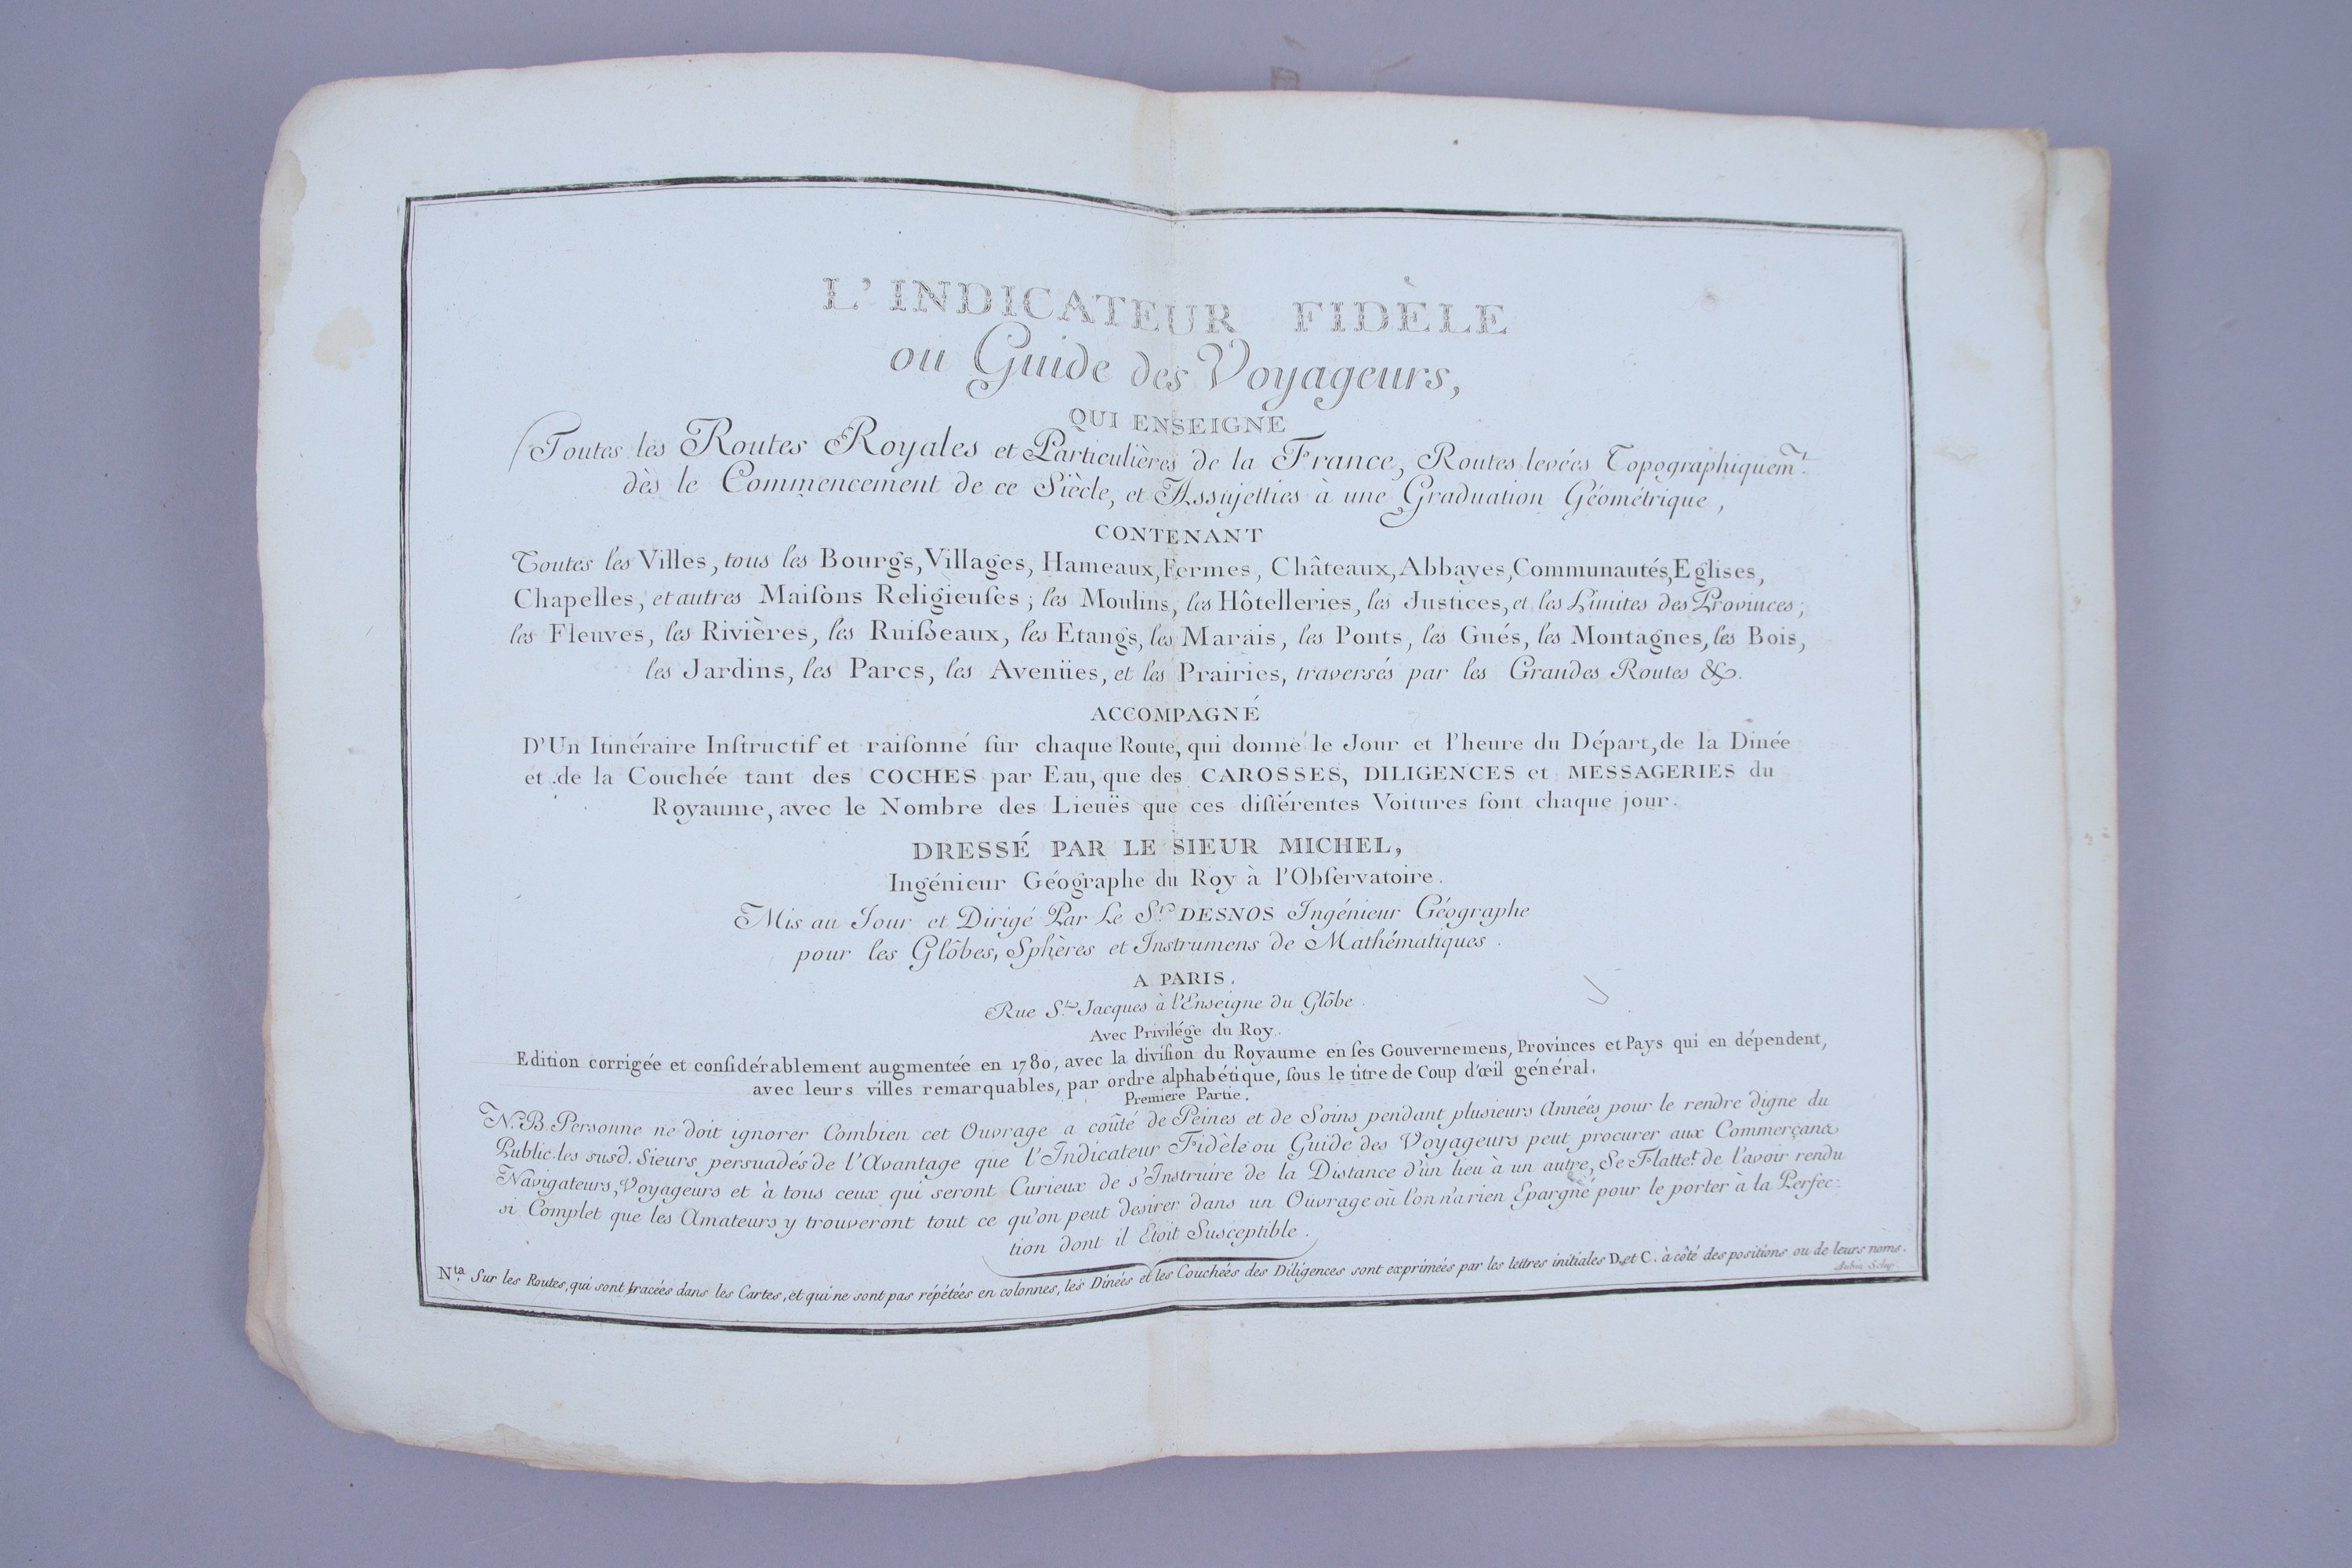 L'INDICATEUR FIDÈLE
ou Guide des Voyageurs,
QUI ENSEIGNE
Toutes les Routes Royales et Particulières de la France, Routes levées Topographiquem.t
dès le Commencement de ce Siècle, et Assujetties à une Graduation Géométrique,
CONTENANT
Toutes les Villes, tous les Bourgs, Villages, Hameaux, Fermes, Châteaux, Abbayes, Communautés, Eglises,
Chapelles, et autres Maisons Religieuses; les Moulins, les Hôtelleries, les Justices, et les Limites des Provinces;
les Fleuves, les Rivières, les Ruisseaux, les Etangs, les Marais, les Ponts, les Gués, les Montagnes, les Bois,
les Jardins, les Parcs, les Avenües, et les Prairies, traversés par les Grandes Routes &.
ACCOMPAGNÉ
D'Un Itinéraire Instructif et raisonné sur chaque Route, qui donne le Jour et l'heure du Départ, de la Dinée
et de la Couchée tant des COCHES par Eau, que des CAROSSES, DILIGENCES et MESSAGERIES du
Royaume, avec le Nombre des Lieuës que ces différentes Voitures font chaque jour.
DRESSÉ PAR LE SIEUR MICHEL,
Ingénieur Géographe du Roy à l'Observatoire.
Mis au Jour et Dirigé Par Le S.r DESNOS Ingénieur Géographe
pour les Glôbes, Sphères et Instrumens de Mathématiques.
A PARIS.
Rue S.t Jacques à l'Enseigne du Glôbe.
Avec Privilége du Roy.
Edition corrigée et considérablement augmentée en 1780, avec la division du Royaume en ses Gouvernemens, Provinces et Pays qui en dépendent,
avec leurs villes remarquables, par ordre alphabétique, sous le titre de Coup d'œil général.
Premiere Partie.
N.B. Personne ne doit ignorer Combien cet Ouvrage a coûté de Peines et de Soins pendant plusieurs Années pour le rendre digne du
Public. les susd. Sieurs persuadés de l'Avantage que l'Indicateur Fidèle ou Guide des Voyageurs peut procurer aux Commerçans
Navigateurs, Voyageurs et à tous ceux qui seront Curieux de s'Instruire de la Distance d'un lieu à un autre, Se Flatte.t de l'avoir rendu
si Complet que les Amateurs y trouveront tout ce qu'on peut desirer dans un Ouvrage où l'on n'a rien Epargné pour le porter à la Perfec-
tion dont il Etoit Susceptible.
N.ta Sur les Routes, qui sont tracées dans les Cartes, et qui ne sont pas répétées en colonnes, les Dinées et les Couchées des Diligences sont exprimées par les lettres initiales D. et C. à côté des positions ou de leurs noms.
Aubin Sclup.